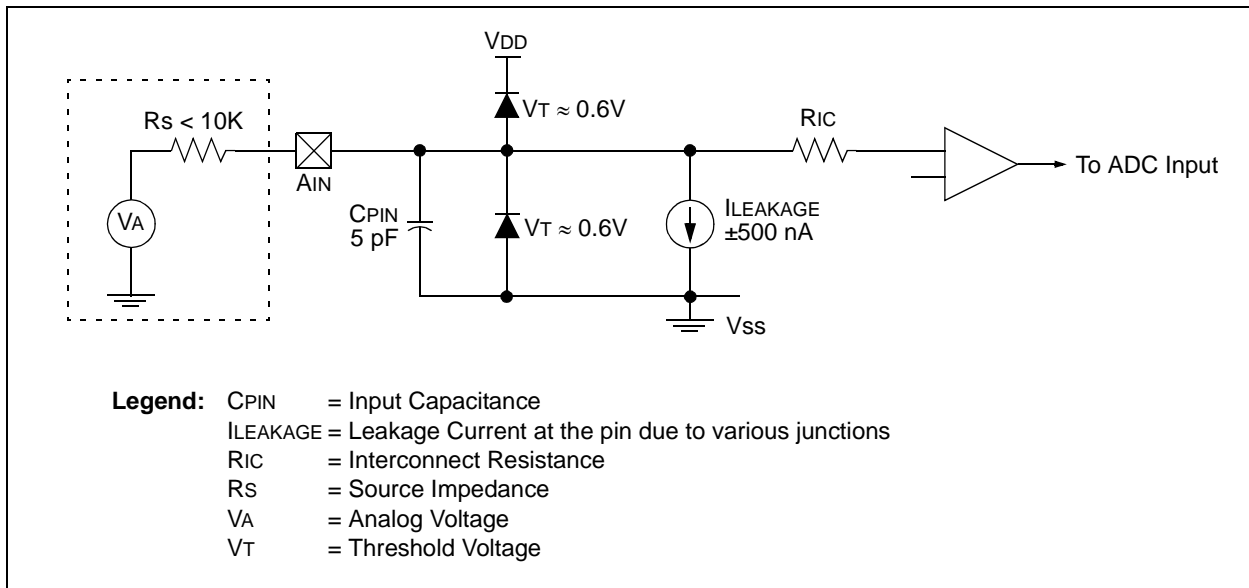 VDD
VT ≈ 0.6V
Rs < 10K
RIC
AIN
To ADC Input
VA
CPIN
5 pF
VT ≈ 0.6V
ILEAKAGE
±500 nA
Vss
Legend: CPIN = Input Capacitance
ILEAKAGE = Leakage Current at the pin due to various junctions
RIC = Interconnect Resistance
RS = Source Impedance
VA = Analog Voltage
VT = Threshold Voltage